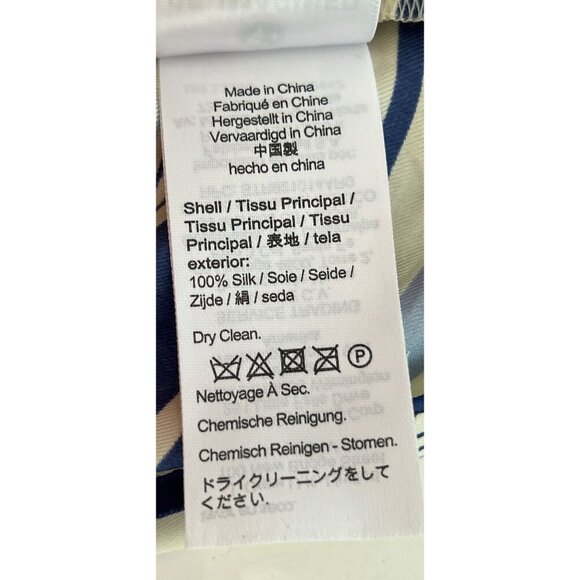 Made in China
Fabriqué en Chine
Hergestellt in China
Vervaardigd in China
中国製
hecho en china
Shell / Tissu Principal /
Tissu Principal / Tissu
Principal / 表地 / tela
exterior:
100% Silk / Soie / Seide /
Zijde / 絹 / seda
Dry Clean.
P
Nettoyage À Sec.
Chemische Reinigung.
Chemisch Reinigen - Stomen.
ドライクリーニングをして
ください。